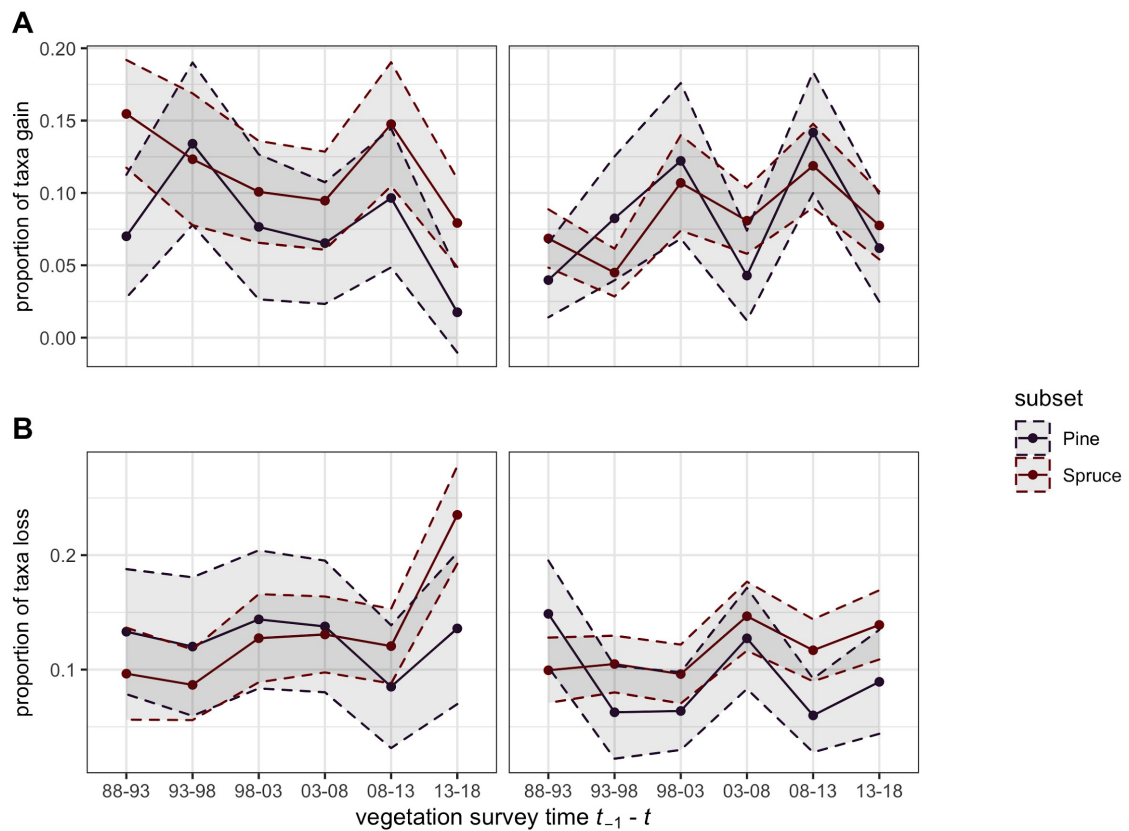 A
proportion of taxa gain
0.20
0.15
0.10
0.05
0.00
B
proportion of taxa loss
0.2
0.1
88-93 93-98 98-03 03-08 08-13 13-18
88-93 93-98 98-03 03-08 08-13 13-18
vegetation survey time t₋₁ - t
subset
Pine
Spruce